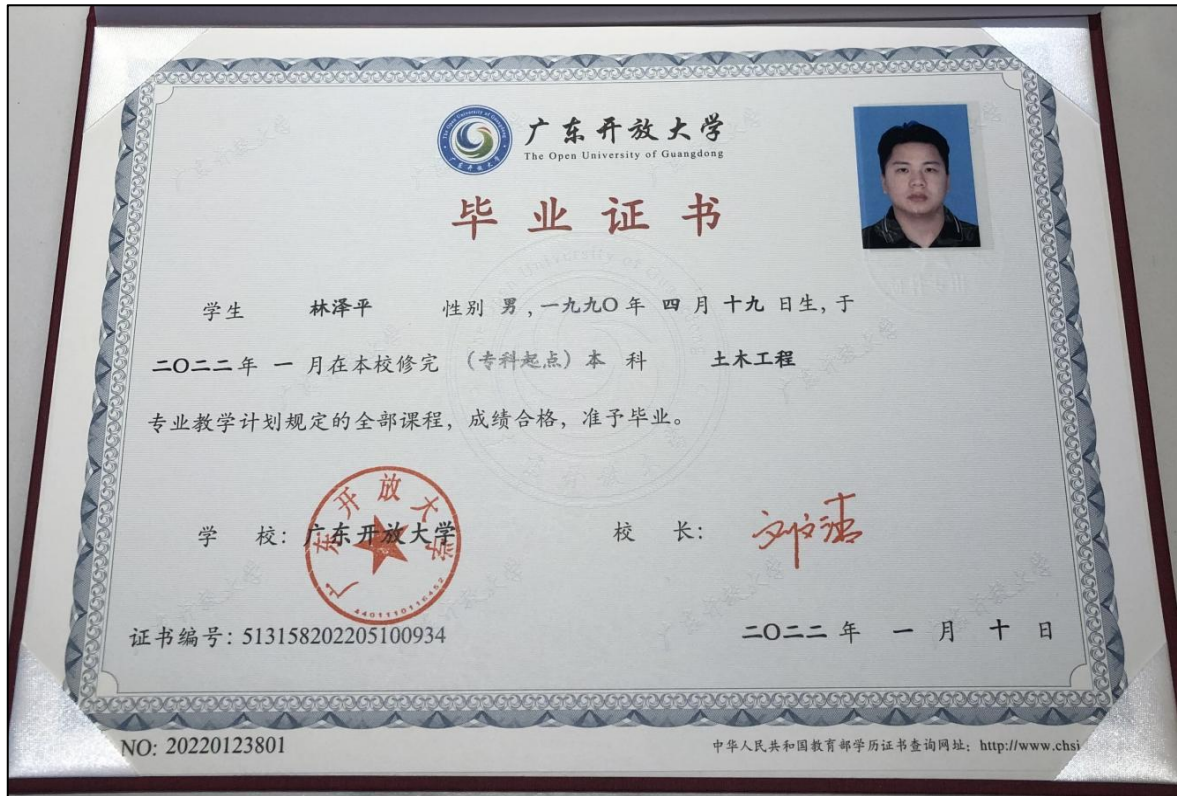 广东开放大学
The Open University of Guangdong
毕业证书
学生 林泽平 性别 男,一九九〇年 四 月 十九 日生,于
二〇二二年 一 月在本校修完 (专科起点)本 科 土木工程
专业教学计划规定的全部课程,成绩合格,准予毕业。
学 校:广东开放大学 校 长:
广东开放大学
证书编号:513158202205100934 二〇二二 年 一 月 十 日
NO: 20220123801 中华人民共和国教育部学历证书查询网址:http://www.chsi